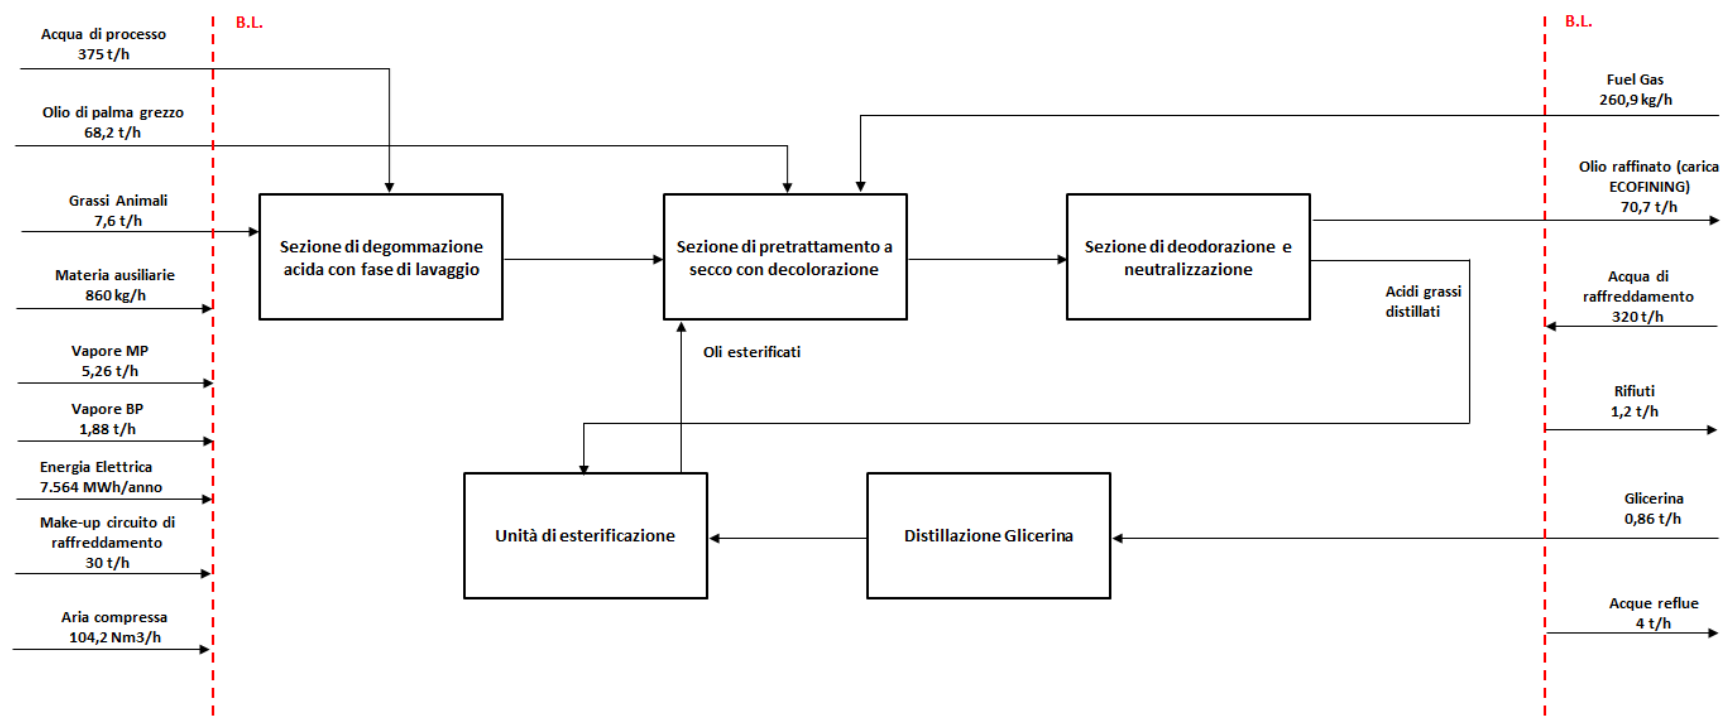 B.L.
B.L.
Acqua di processo
375 t/h
Olio di palma grezzo
68,2 t/h
Grassi Animali
7,6 t/h
Materia ausiliarie
860 kg/h
Vapore MP
5,26 t/h
Vapore BP
1,88 t/h
Energia Elettrica
7.564 MWh/anno
Make-up circuito di
raffreddamento
30 t/h
Aria compressa
104,2 Nm3/h
Sezione di degommazione
acida con fase di lavaggio
Sezione di pretrattamento a
secco con decolorazione
Sezione di deodorazione e
neutralizzazione
Acidi grassi
distillati
Oli esterificati
Unità di esterificazione
Distillazione Glicerina
Fuel Gas
260,9 kg/h
Olio raffinato (carica
ECOFINING)
70,7 t/h
Acqua di
raffreddamento
320 t/h
Rifiuti
1,2 t/h
Glicerina
0,86 t/h
Acque reflue
4 t/h